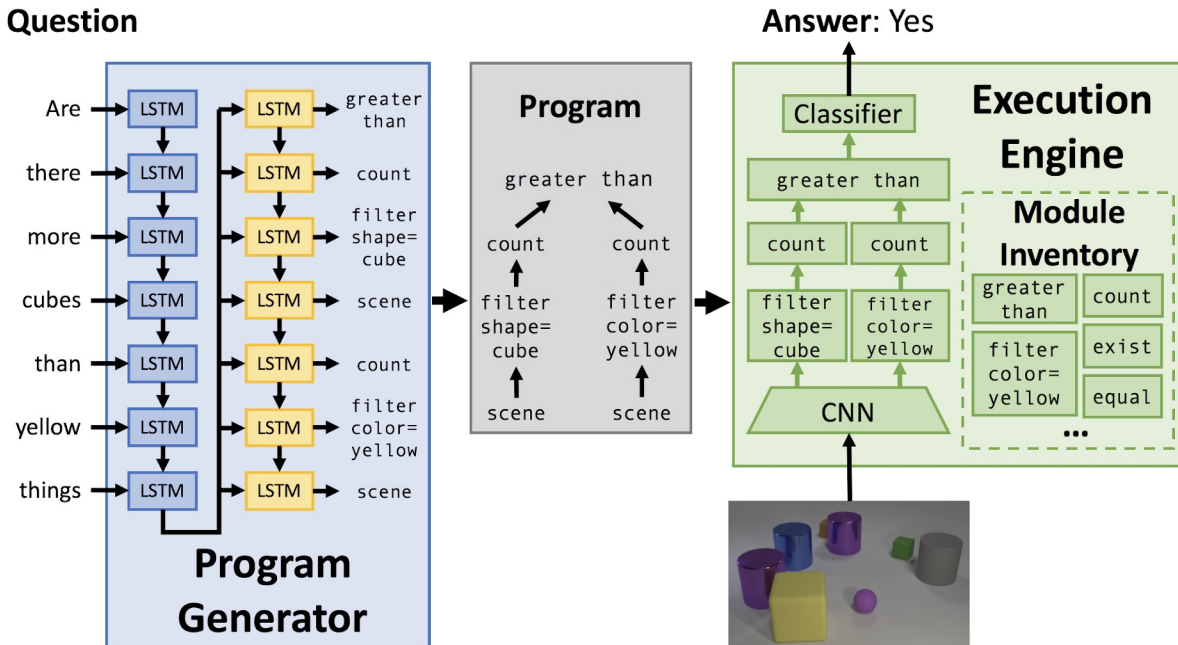 Question
Answer: Yes
Are
there
more
cubes
than
yellow
things
LSTM
LSTM
LSTM
LSTM
LSTM
LSTM
LSTM
LSTM
LSTM
LSTM
LSTM
LSTM
LSTM
LSTM
greater
than
count
filter
shape=
cube
scene
count
filter
color=
yellow
scene
Program
Generator
Program
greater than
count
count
filter
shape=
cube
filter
color=
yellow
scene
scene
Execution
Engine
Classifier
greater than
count
count
filter
shape=
cube
filter
color=
yellow
CNN
Module
Inventory
greater
than
count
filter
color=
yellow
exist
equal
...